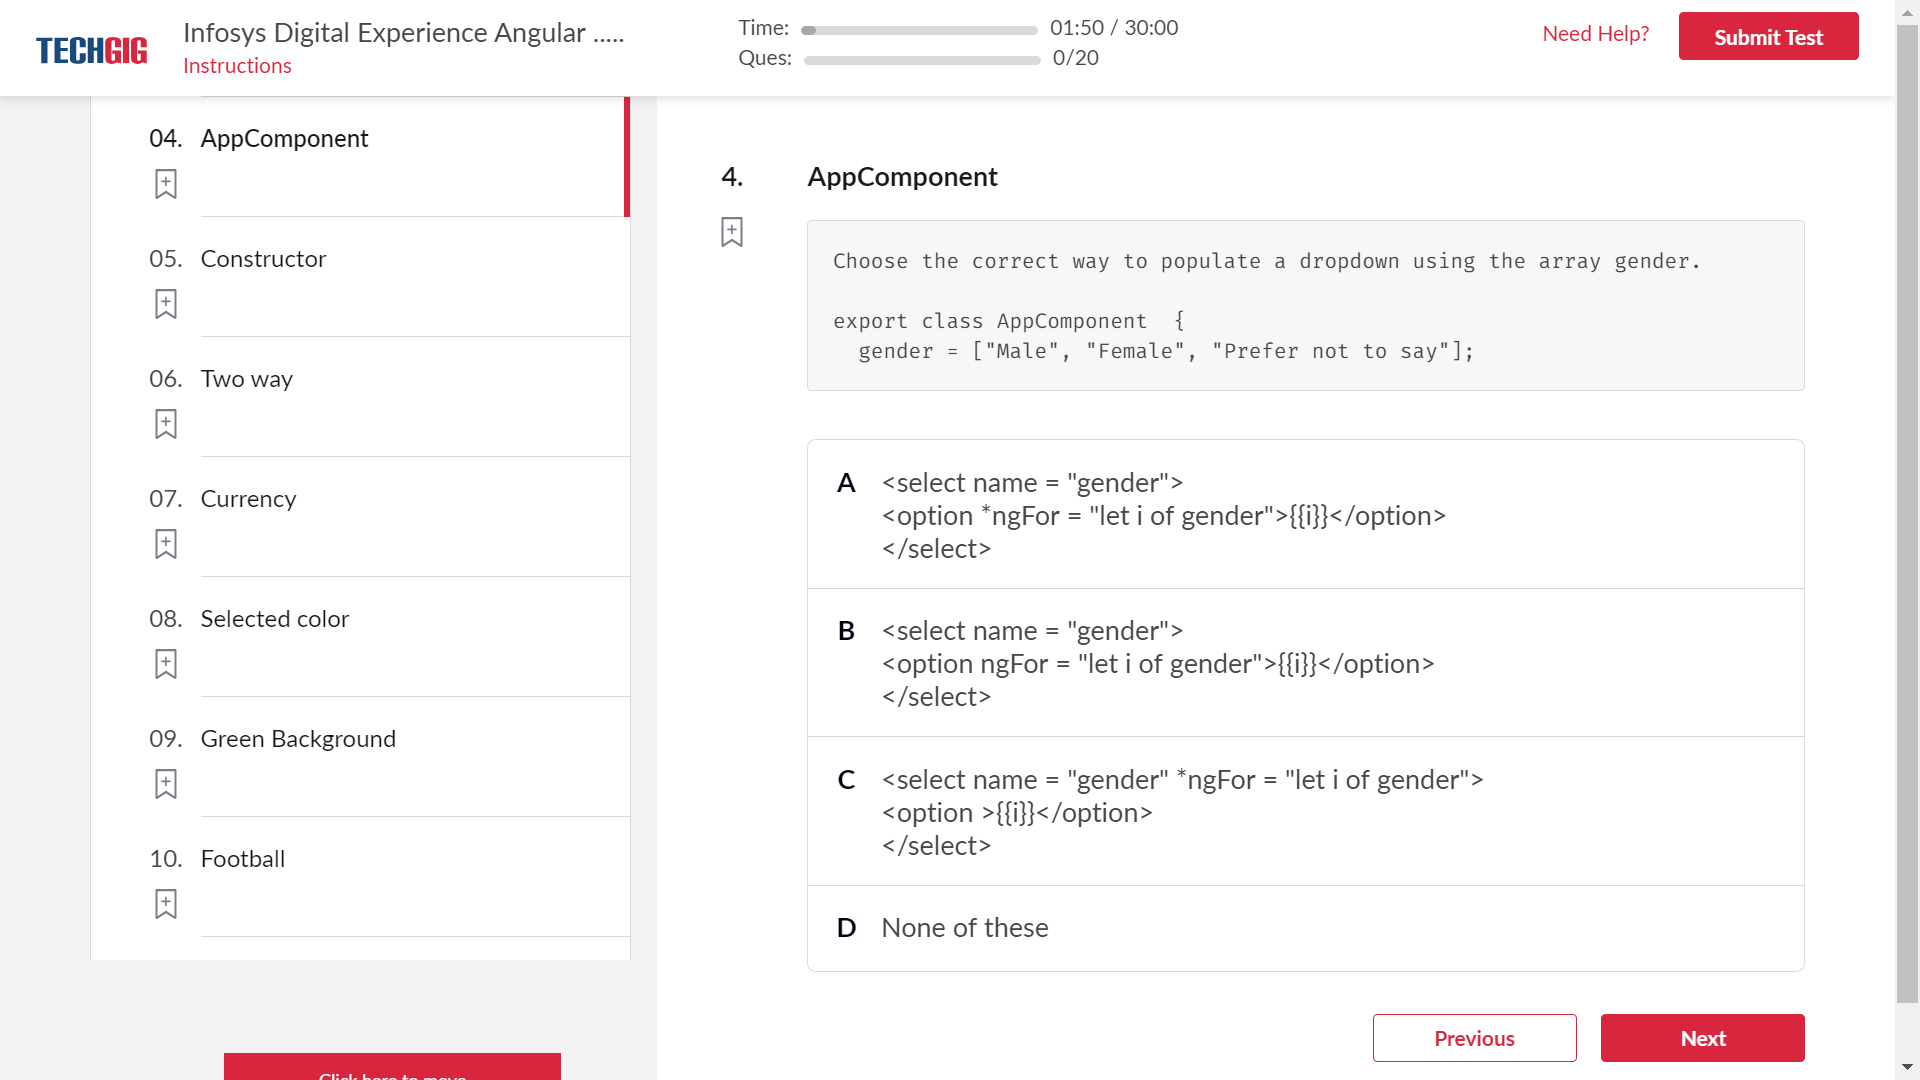 TECHGIG
Infosys Digital Experience Angular .....
Instructions
Time: 01:50 / 30:00
Ques: 0/20
Need Help?
Submit Test
04. AppComponent
05. Constructor
06. Two way
07. Currency
08. Selected color
09. Green Background
10. Football
Click here to move
4. AppComponent
Choose the correct way to populate a dropdown using the array gender.
export class AppComponent  {
  gender = ["Male", "Female", "Prefer not to say"];
A <select name = "gender">
<option *ngFor = "let i of gender">{{i}}</option>
</select>
B <select name = "gender">
<option ngFor = "let i of gender">{{i}}</option>
</select>
C <select name = "gender" *ngFor = "let i of gender">
<option >{{i}}</option>
</select>
D None of these
Previous
Next